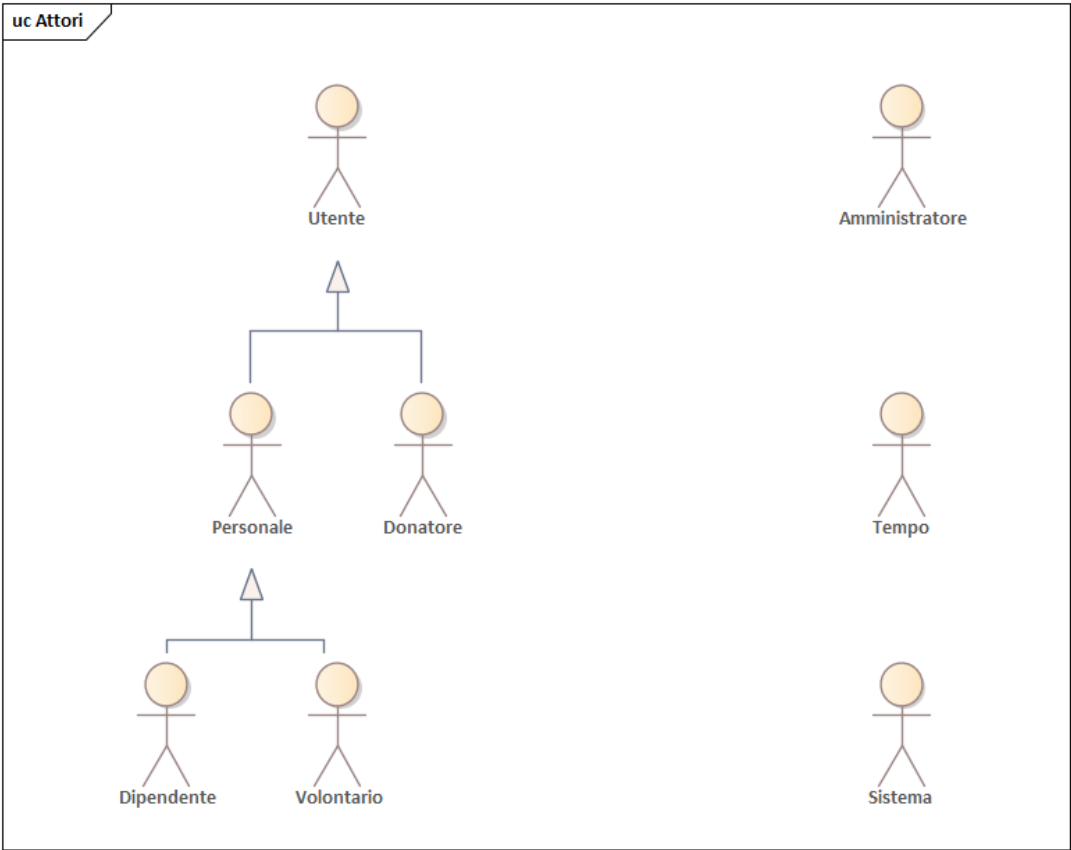 uc Attori
Utente
Amministratore
Personale
Donatore
Tempo
Dipendente
Volontario
Sistema